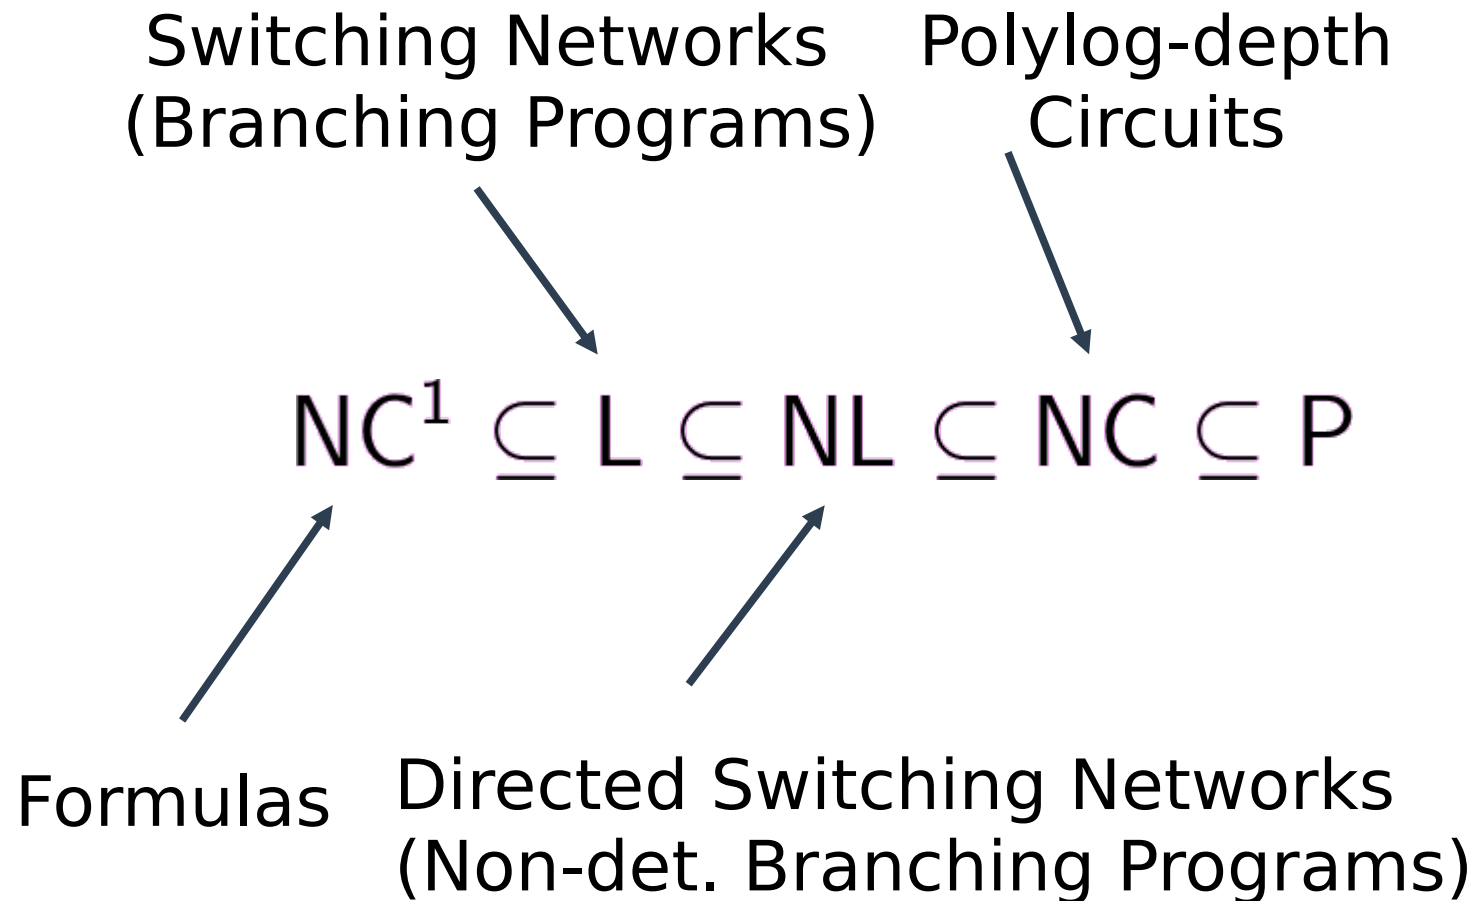 Switching Networks
(Branching Programs)
Polylog-depth
Circuits
NC¹ ⊆ L ⊆ NL ⊆ NC ⊆ P
Formulas
Directed Switching Networks
(Non-det. Branching Programs)